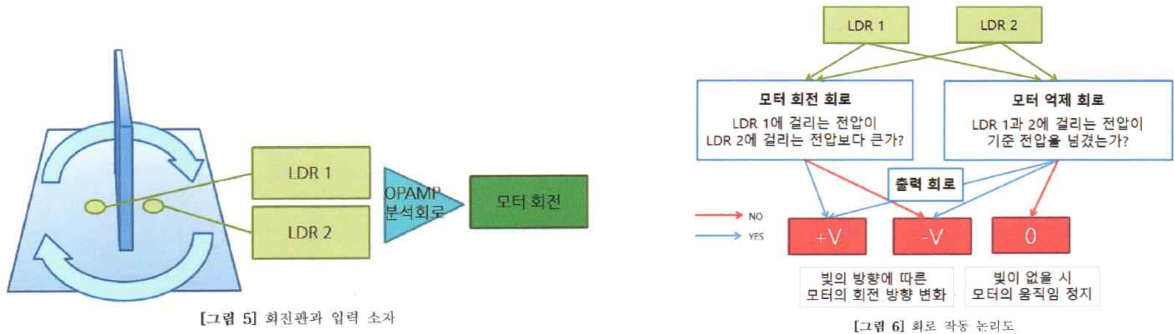 LDR 1
LDR 2
OPAMP
분석회로
모터 회전
[그림 5] 회전판과 입력 소자
LDR 1
LDR 2
모터 회전 회로
LDR 1에 걸리는 전압이
LDR 2에 걸리는 전압보다 큰가?
모터 억제 회로
LDR 1과 2에 걸리는 전압이
기준 전압을 넘겼는가?
출력 회로
NO
YES
+V
-V
0
빛의 방향에 따른
모터의 회전 방향 변화
빛이 없을 시
모터의 움직임 정지
[그림 6] 회로 작동 논리도